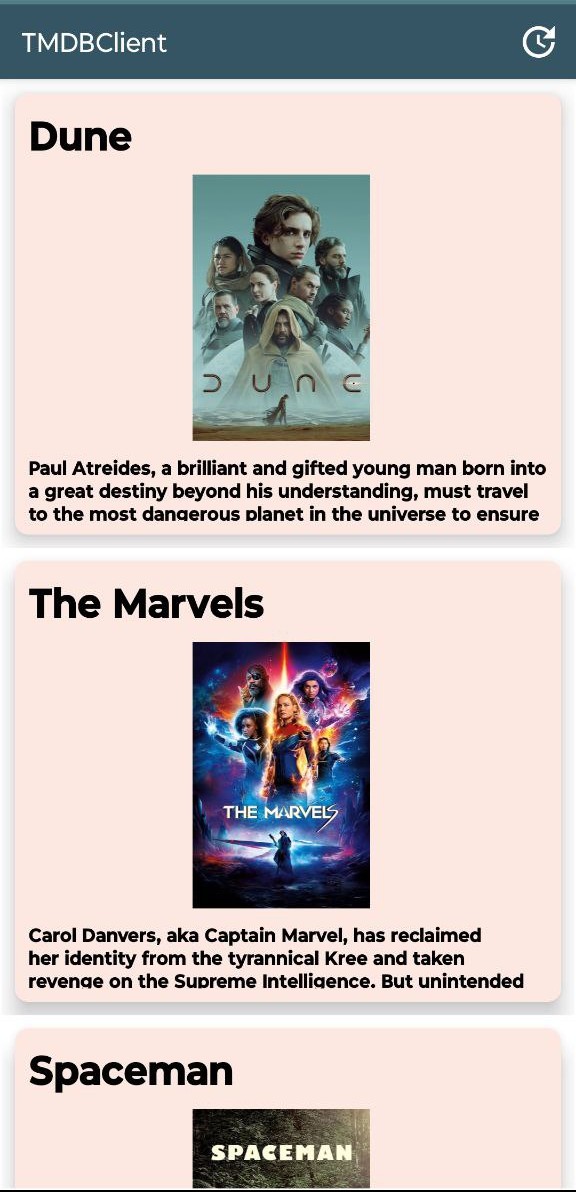 TMDBClient
Dune
DUNE
Paul Atreides, a brilliant and gifted young man born into
a great destiny beyond his understanding, must travel
to the most dangerous planet in the universe to ensure
The Marvels
THE MARVELS
Carol Danvers, aka Captain Marvel, has reclaimed
her identity from the tyrannical Kree and taken
revenge on the Supreme Intelligence. But unintended
Spaceman
SPACEMAN